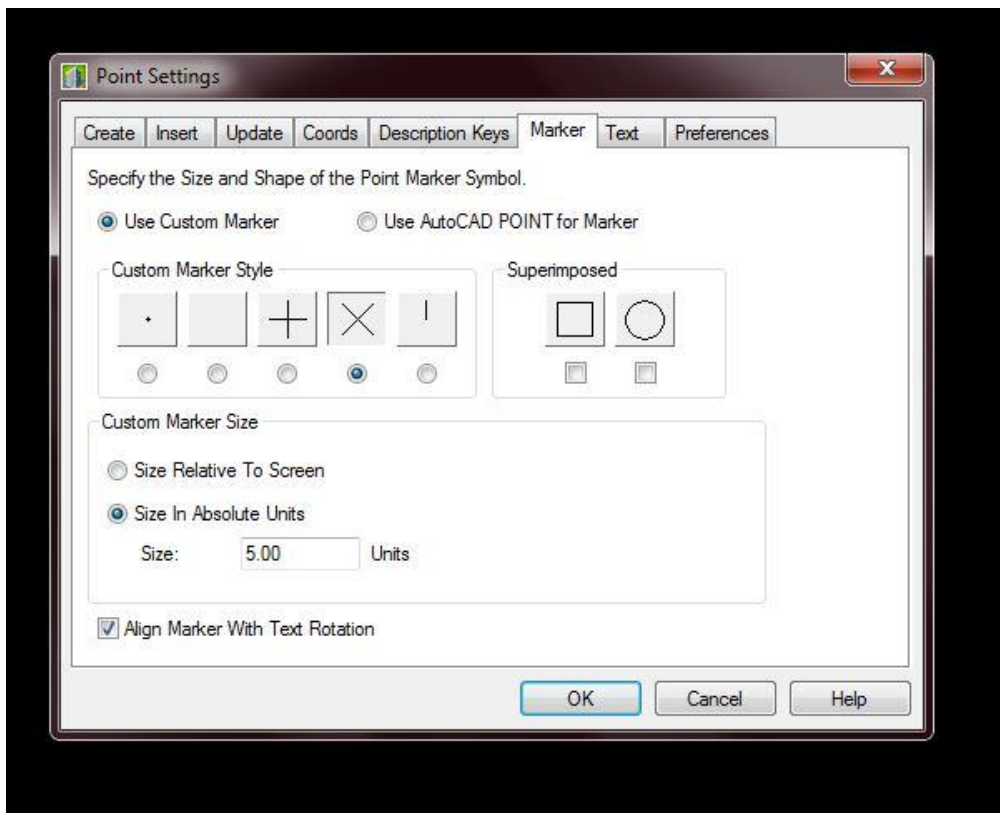 Point Settings
Create Insert Update Coords Description Keys Marker Text Preferences
Specify the Size and Shape of the Point Marker Symbol.
Use Custom Marker Use AutoCAD POINT for Marker
Custom Marker Style Superimposed
Custom Marker Size
Size Relative To Screen
Size In Absolute Units
Size: 5.00 Units
Align Marker With Text Rotation
OK Cancel Help